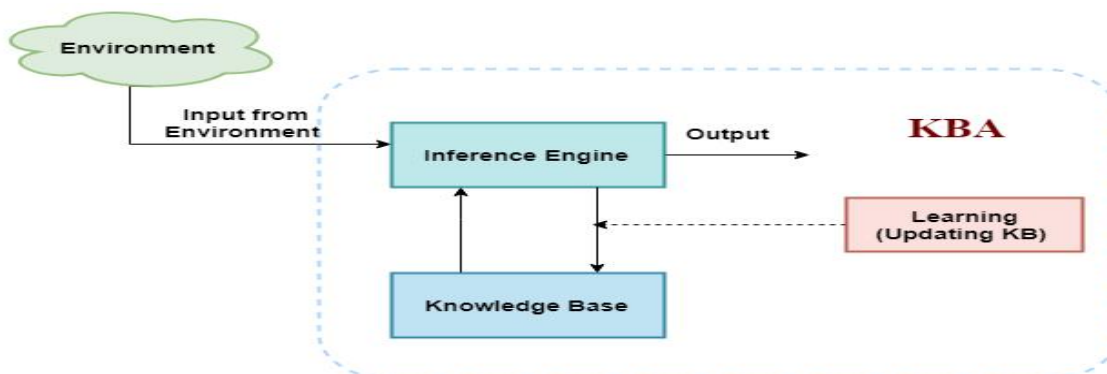 Environment
Input from
Environment
Inference Engine
Output
KBA
Learning
(Updating KB)
Knowledge Base